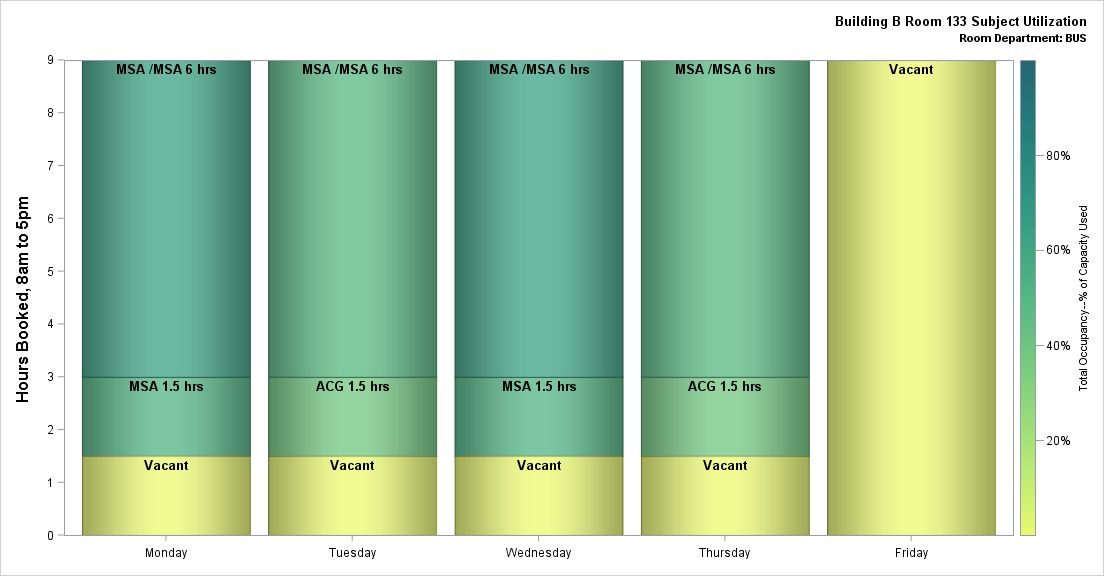 Building B Room 133 Subject Utilization
Room Department: BUS
Hours Booked, 8am to 5pm
9
8
7
6
5
4
3
2
1
0
MSA /MSA 6 hrs
MSA 1.5 hrs
Vacant
MSA /MSA 6 hrs
ACG 1.5 hrs
Vacant
MSA /MSA 6 hrs
MSA 1.5 hrs
Vacant
MSA /MSA 6 hrs
ACG 1.5 hrs
Vacant
Vacant
Monday
Tuesday
Wednesday
Thursday
Friday
80%
60%
40%
20%
Total Occupancy--% of Capacity Used